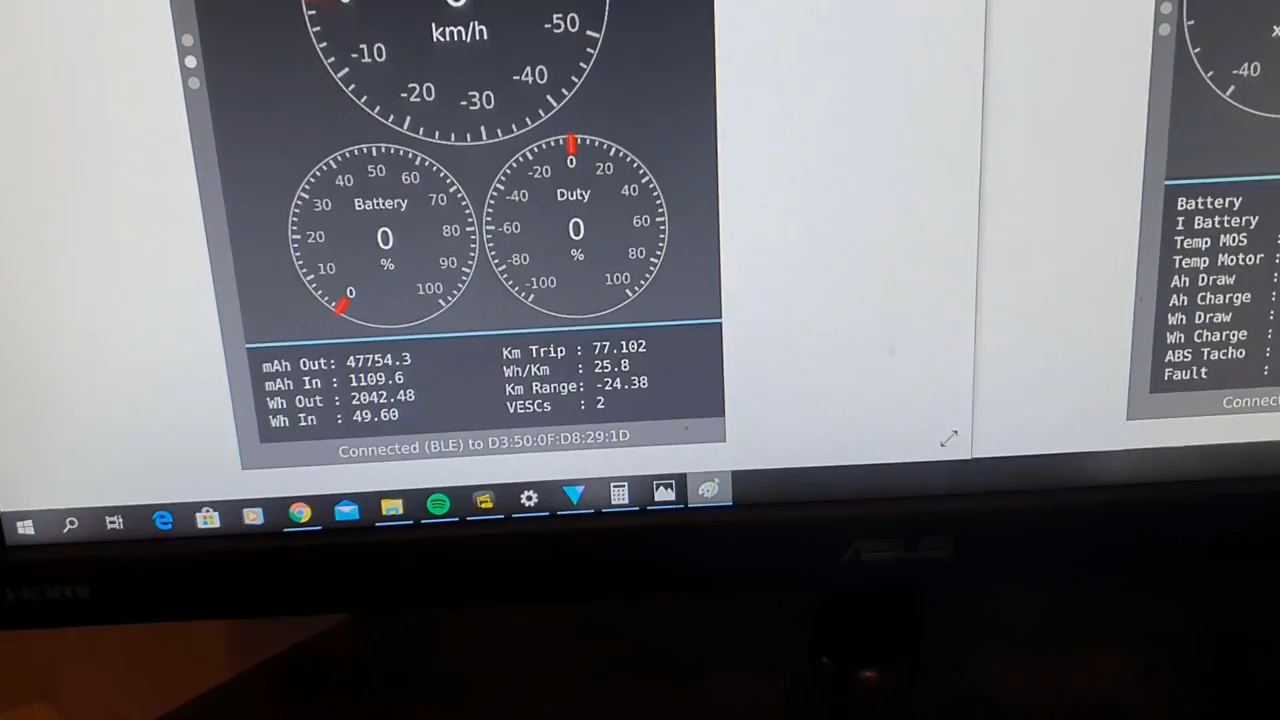 -50
km/h
-10
-40
-20
-30
50
40
60
30
70
Battery
20
80
0
%
10
90
0
100
0
-20
20
-40
40
Duty
-60
60
0
%
-80
80
-100
100
mAh Out: 47754.3
mAh In : 1109.6
Wh Out : 2042.48
Wh In : 49.60
Km Trip : 77.102
Wh/Km : 25.8
Km Range: -24.38
VESCs : 2
Connected (BLE) to D3:50:0F:D8:29:1D
-40
Battery
I Battery
Temp MOS :
Temp Motor :
Ah Draw :
Ah Charge :
Wh Draw :
Wh Charge :
ABS Tacho :
Fault :
ASUS
HDMI